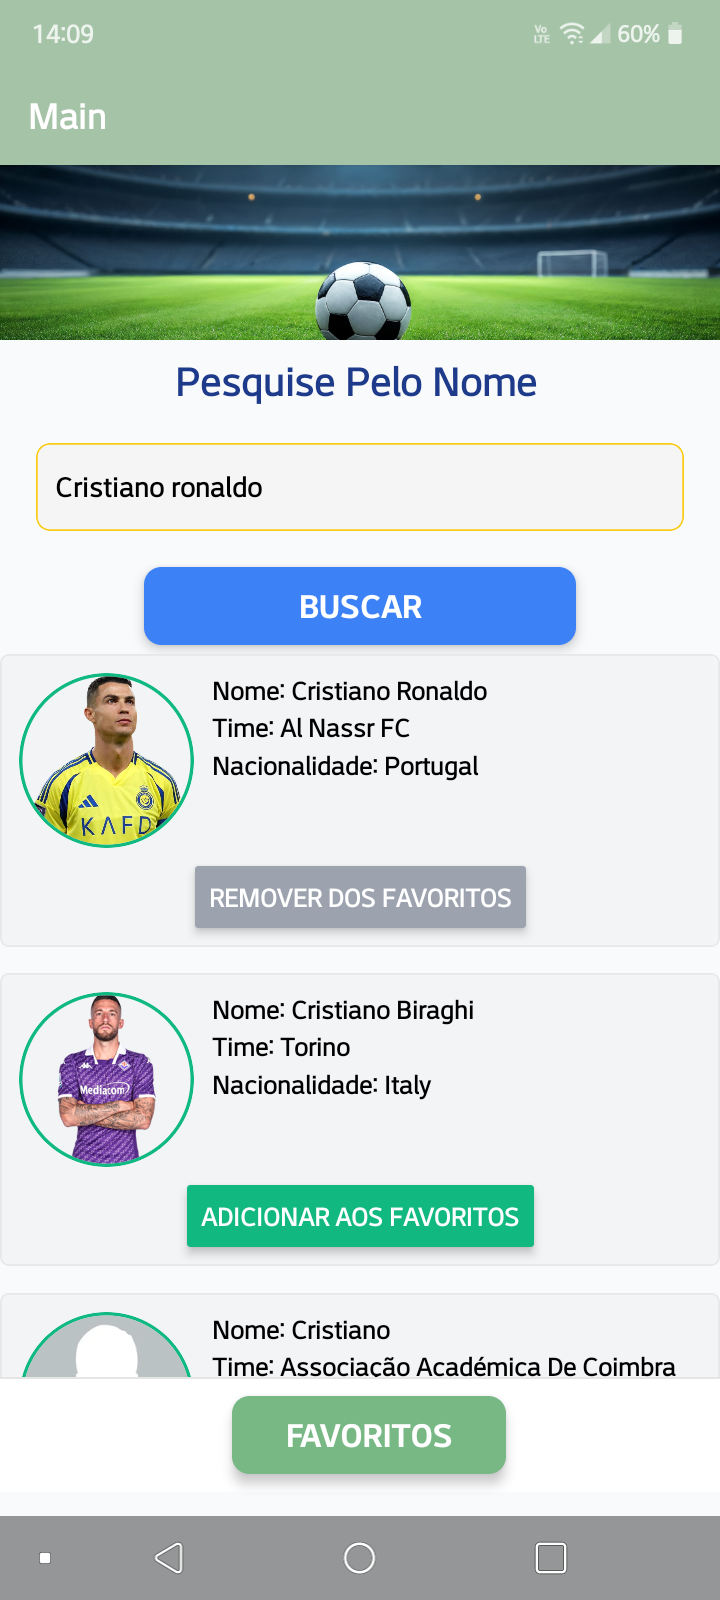 14:09
Vo LTE 60%
Main
Pesquise Pelo Nome
Cristiano ronaldo
BUSCAR
Nome: Cristiano Ronaldo
Time: Al Nassr FC
Nacionalidade: Portugal
KAFD
REMOVER DOS FAVORITOS
Nome: Cristiano Biraghi
Time: Torino
Nacionalidade: Italy
Mediacom
ADICIONAR AOS FAVORITOS
Nome: Cristiano
Time: Associação Académica De Coimbra
FAVORITOS